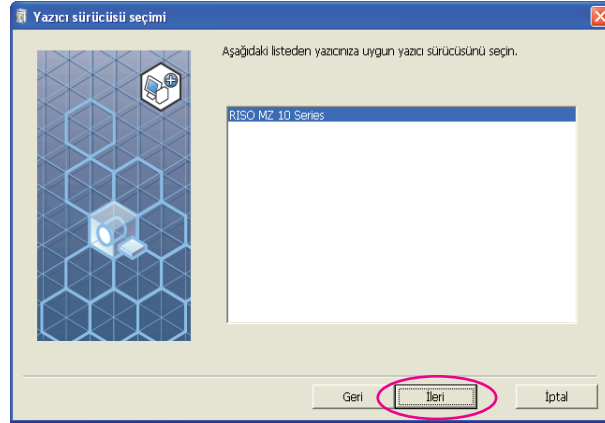 Yazıcı sürücüsü seçimi
Aşağıdaki listeden yazıcınıza uygun yazıcı sürücüsünü seçin.
RISO MZ 10 Series
Geri
İleri
İptal